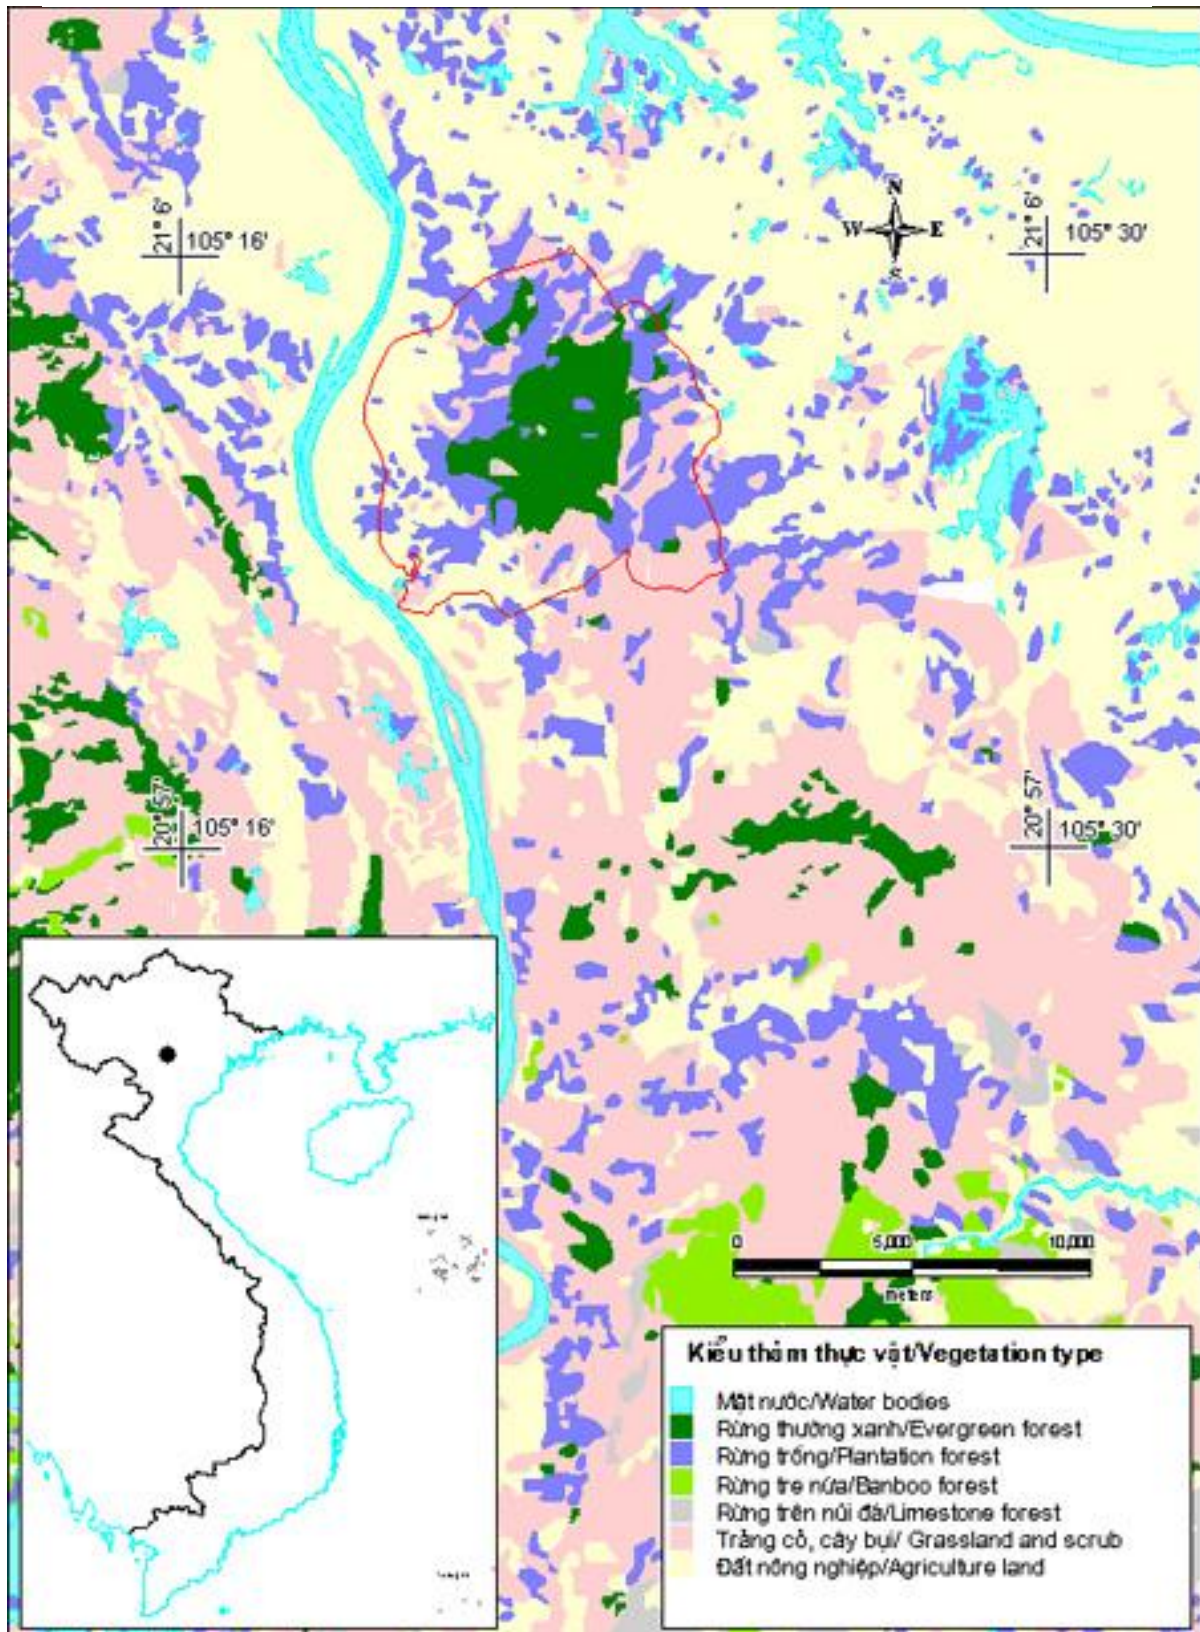 N
W E
S
21° 6'
105° 16'
21° 6'
105° 30'
20° 57'
105° 16'
20° 57'
105° 30'
0 5,000 10,000
meters
Kiểu thảm thực vật/Vegetation type
Mặt nước/Water bodies
Rừng thường xanh/Evergreen forest
Rừng trồng/Plantation forest
Rừng tre nứa/Banboo forest
Rừng trên núi đá/Limestone forest
Trảng cỏ, cây bụi/ Grassland and scrub
Đất nông nghiệp/Agriculture land